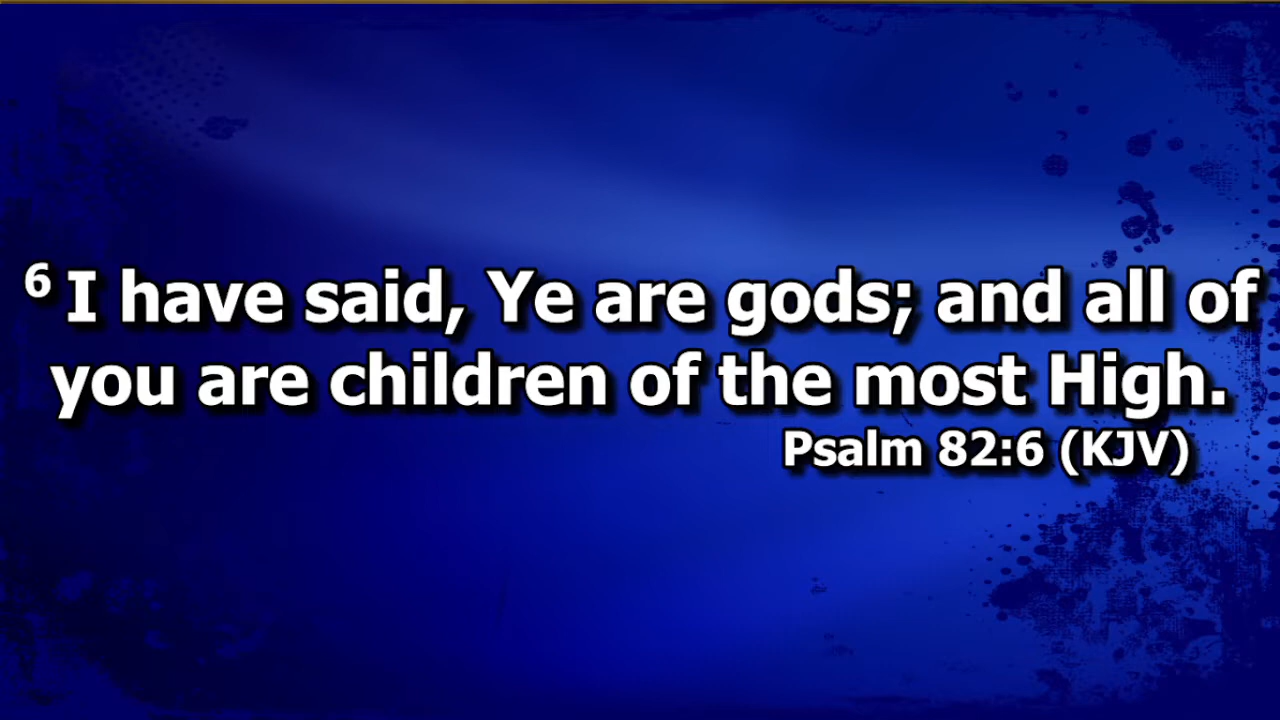 6 I have said, Ye are gods; and all of
you are children of the most High.
Psalm 82:6 (KJV)